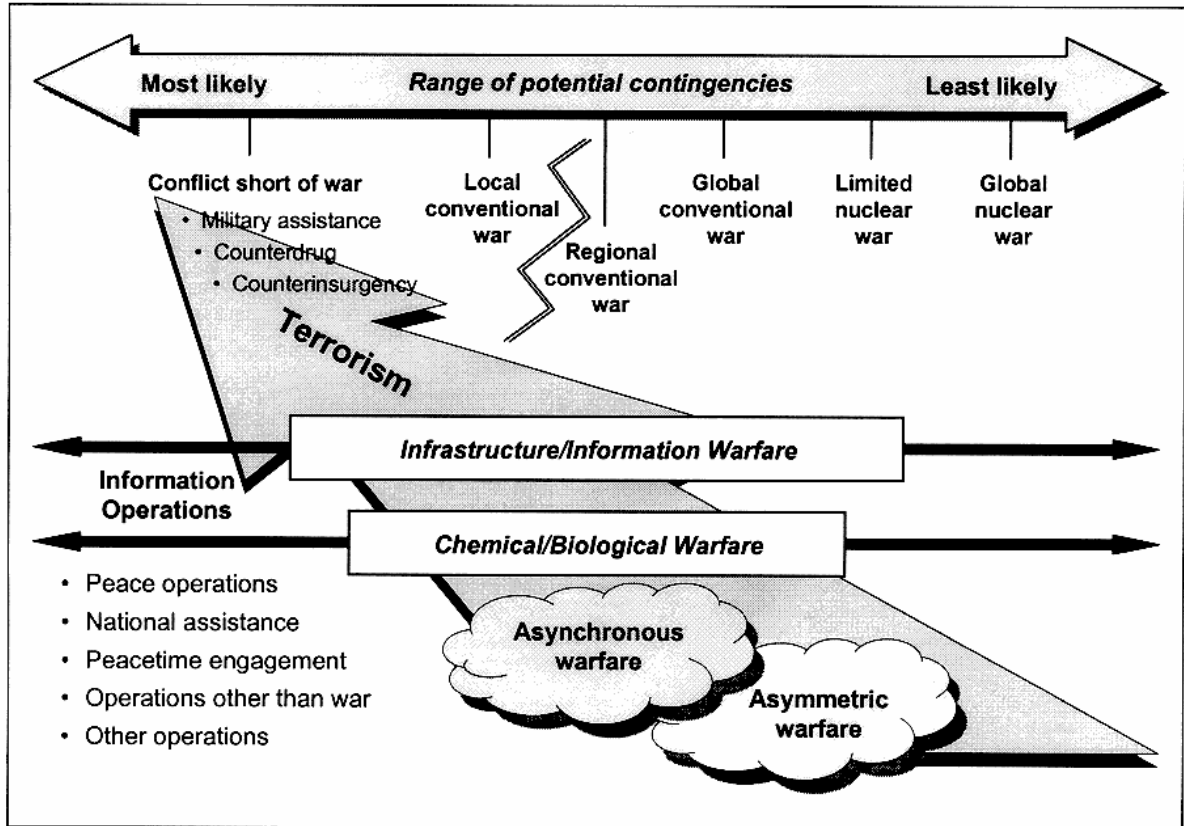 Most likely
Range of potential contingencies
Least likely
Conflict short of war
• Military assistance
• Counterdrug
• Counterinsurgency
Local
conventional
war
Regional
conventional
war
Global
conventional
war
Limited
nuclear
war
Global
nuclear
war
Terrorism
Infrastructure/Information Warfare
Information
Operations
Chemical/Biological Warfare
• Peace operations
• National assistance
• Peacetime engagement
• Operations other than war
• Other operations
Asynchronous
warfare
Asymmetric
warfare